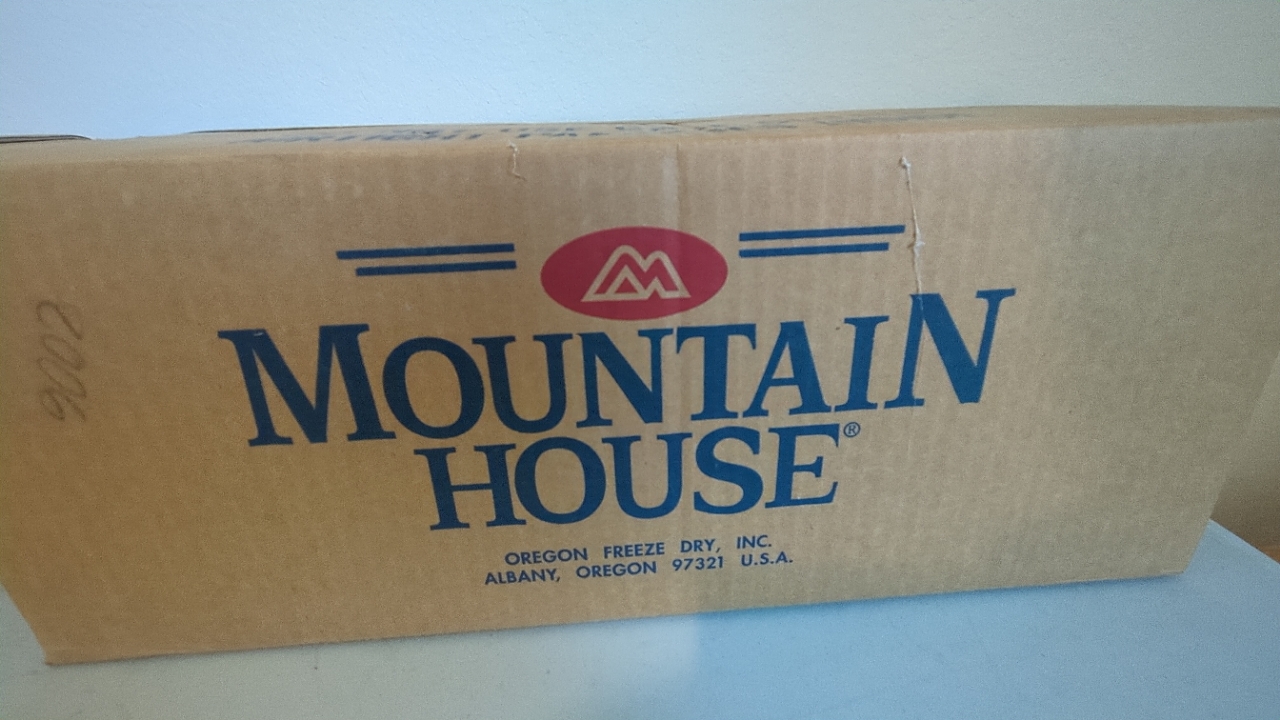 MOUNTAIN
HOUSE®
OREGON FREEZE DRY, INC.
ALBANY, OREGON 97321 U.S.A.